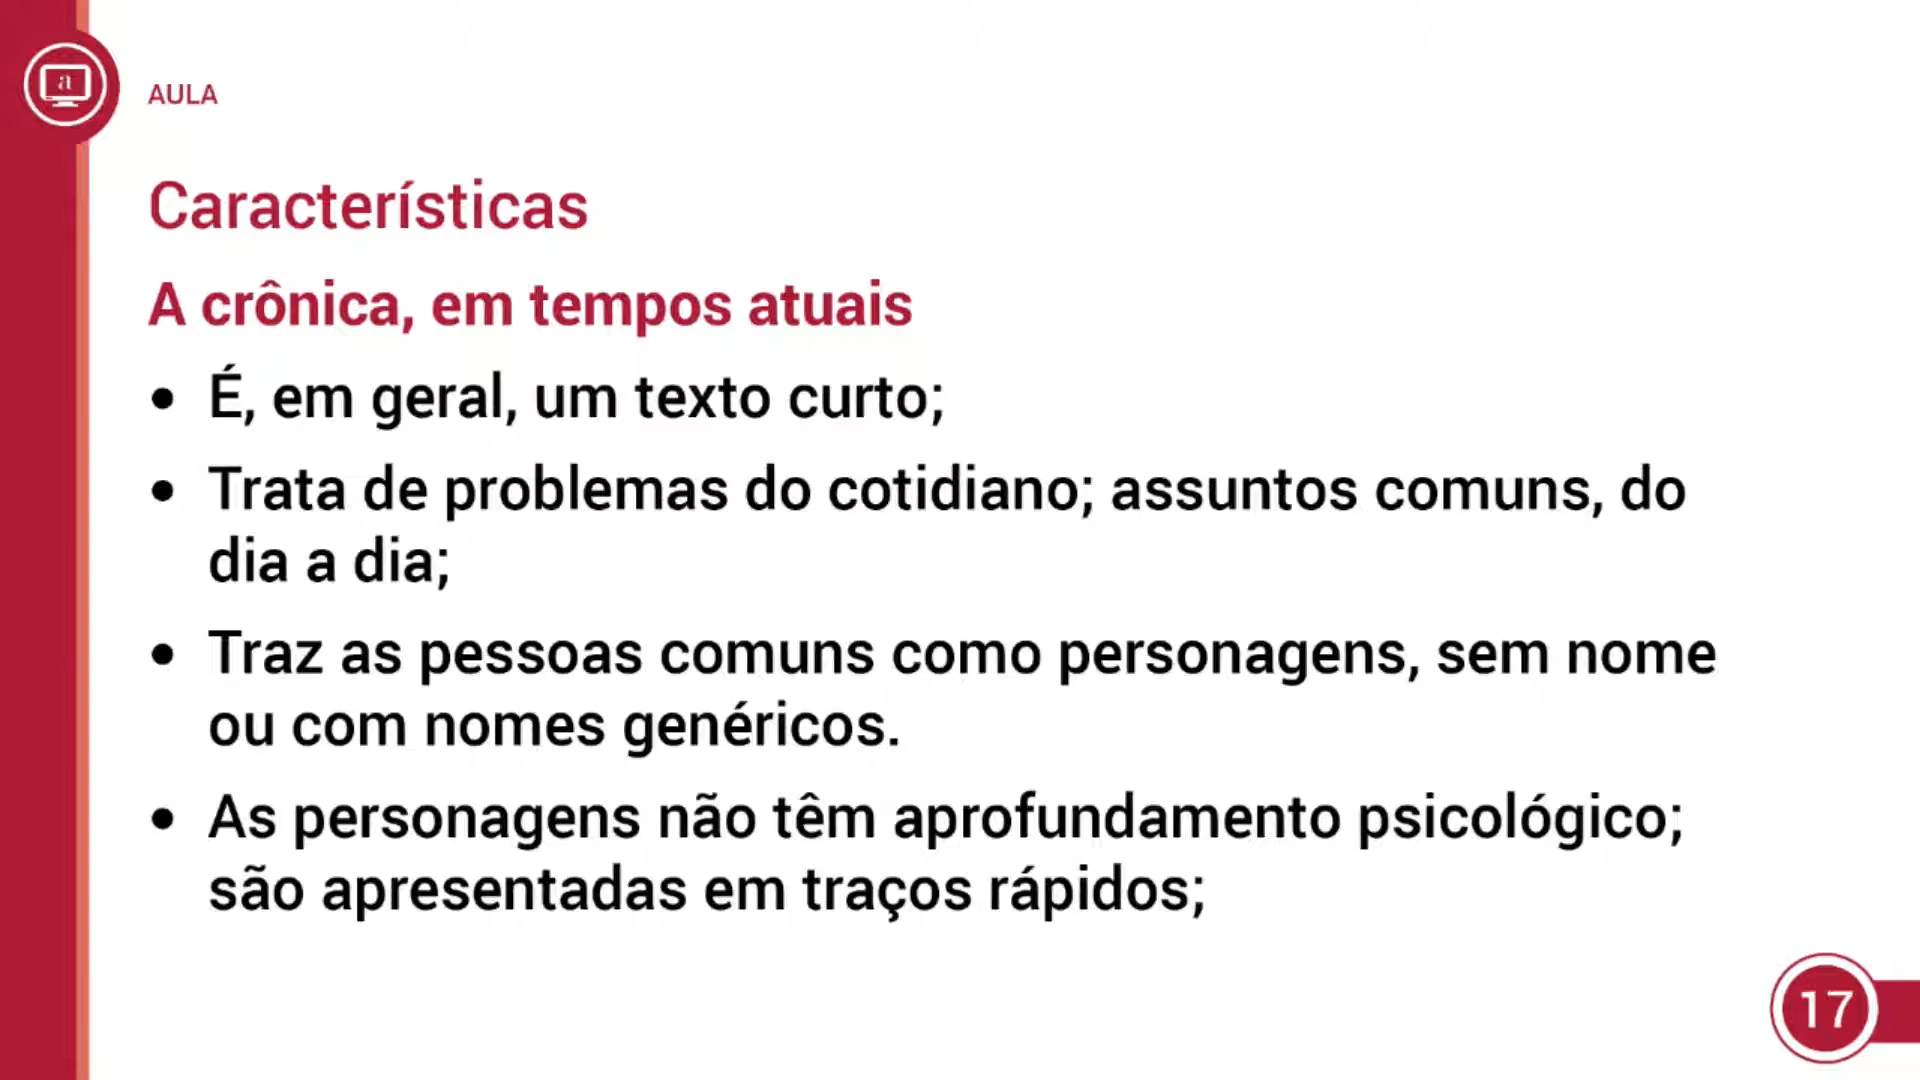 a
AULA
Características
A crônica, em tempos atuais
• É, em geral, um texto curto;
• Trata de problemas do cotidiano; assuntos comuns, do
dia a dia;
• Traz as pessoas comuns como personagens, sem nome
ou com nomes genéricos.
• As personagens não têm aprofundamento psicológico;
são apresentadas em traços rápidos;
17